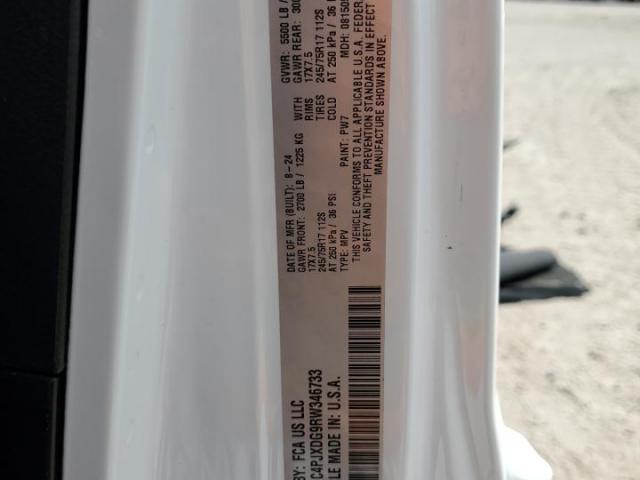 BY: FCA US LLC
DATE OF MFR (BUILT): 8-24
GVWR: 5500 LB /
GAWR FRONT: 2700 LB / 1225 KG
WITH
GAWR REAR: 300
17X7.5
RIMS
17X7.5
245/75R17 112S
TIRES
245/75R17 112S
AT 250 kPa / 36 PSI
COLD
AT 250 kPa / 36
TYPE: MPV
PAINT: PW7
MDH: 08150
THIS VEHICLE CONFORMS TO ALL APPLICABLE U.S.A. FEDER
SAFETY AND THEFT PREVENTION STANDARDS IN EFFECT
MANUFACTURE SHOWN ABOVE.
C4PJXDG9RW346733
LE MADE IN: U.S.A.